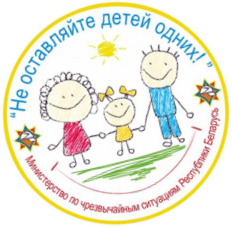 “Не оставляйте детей одних!”
Министерство по чрезвычайным ситуациям Республики Беларусь